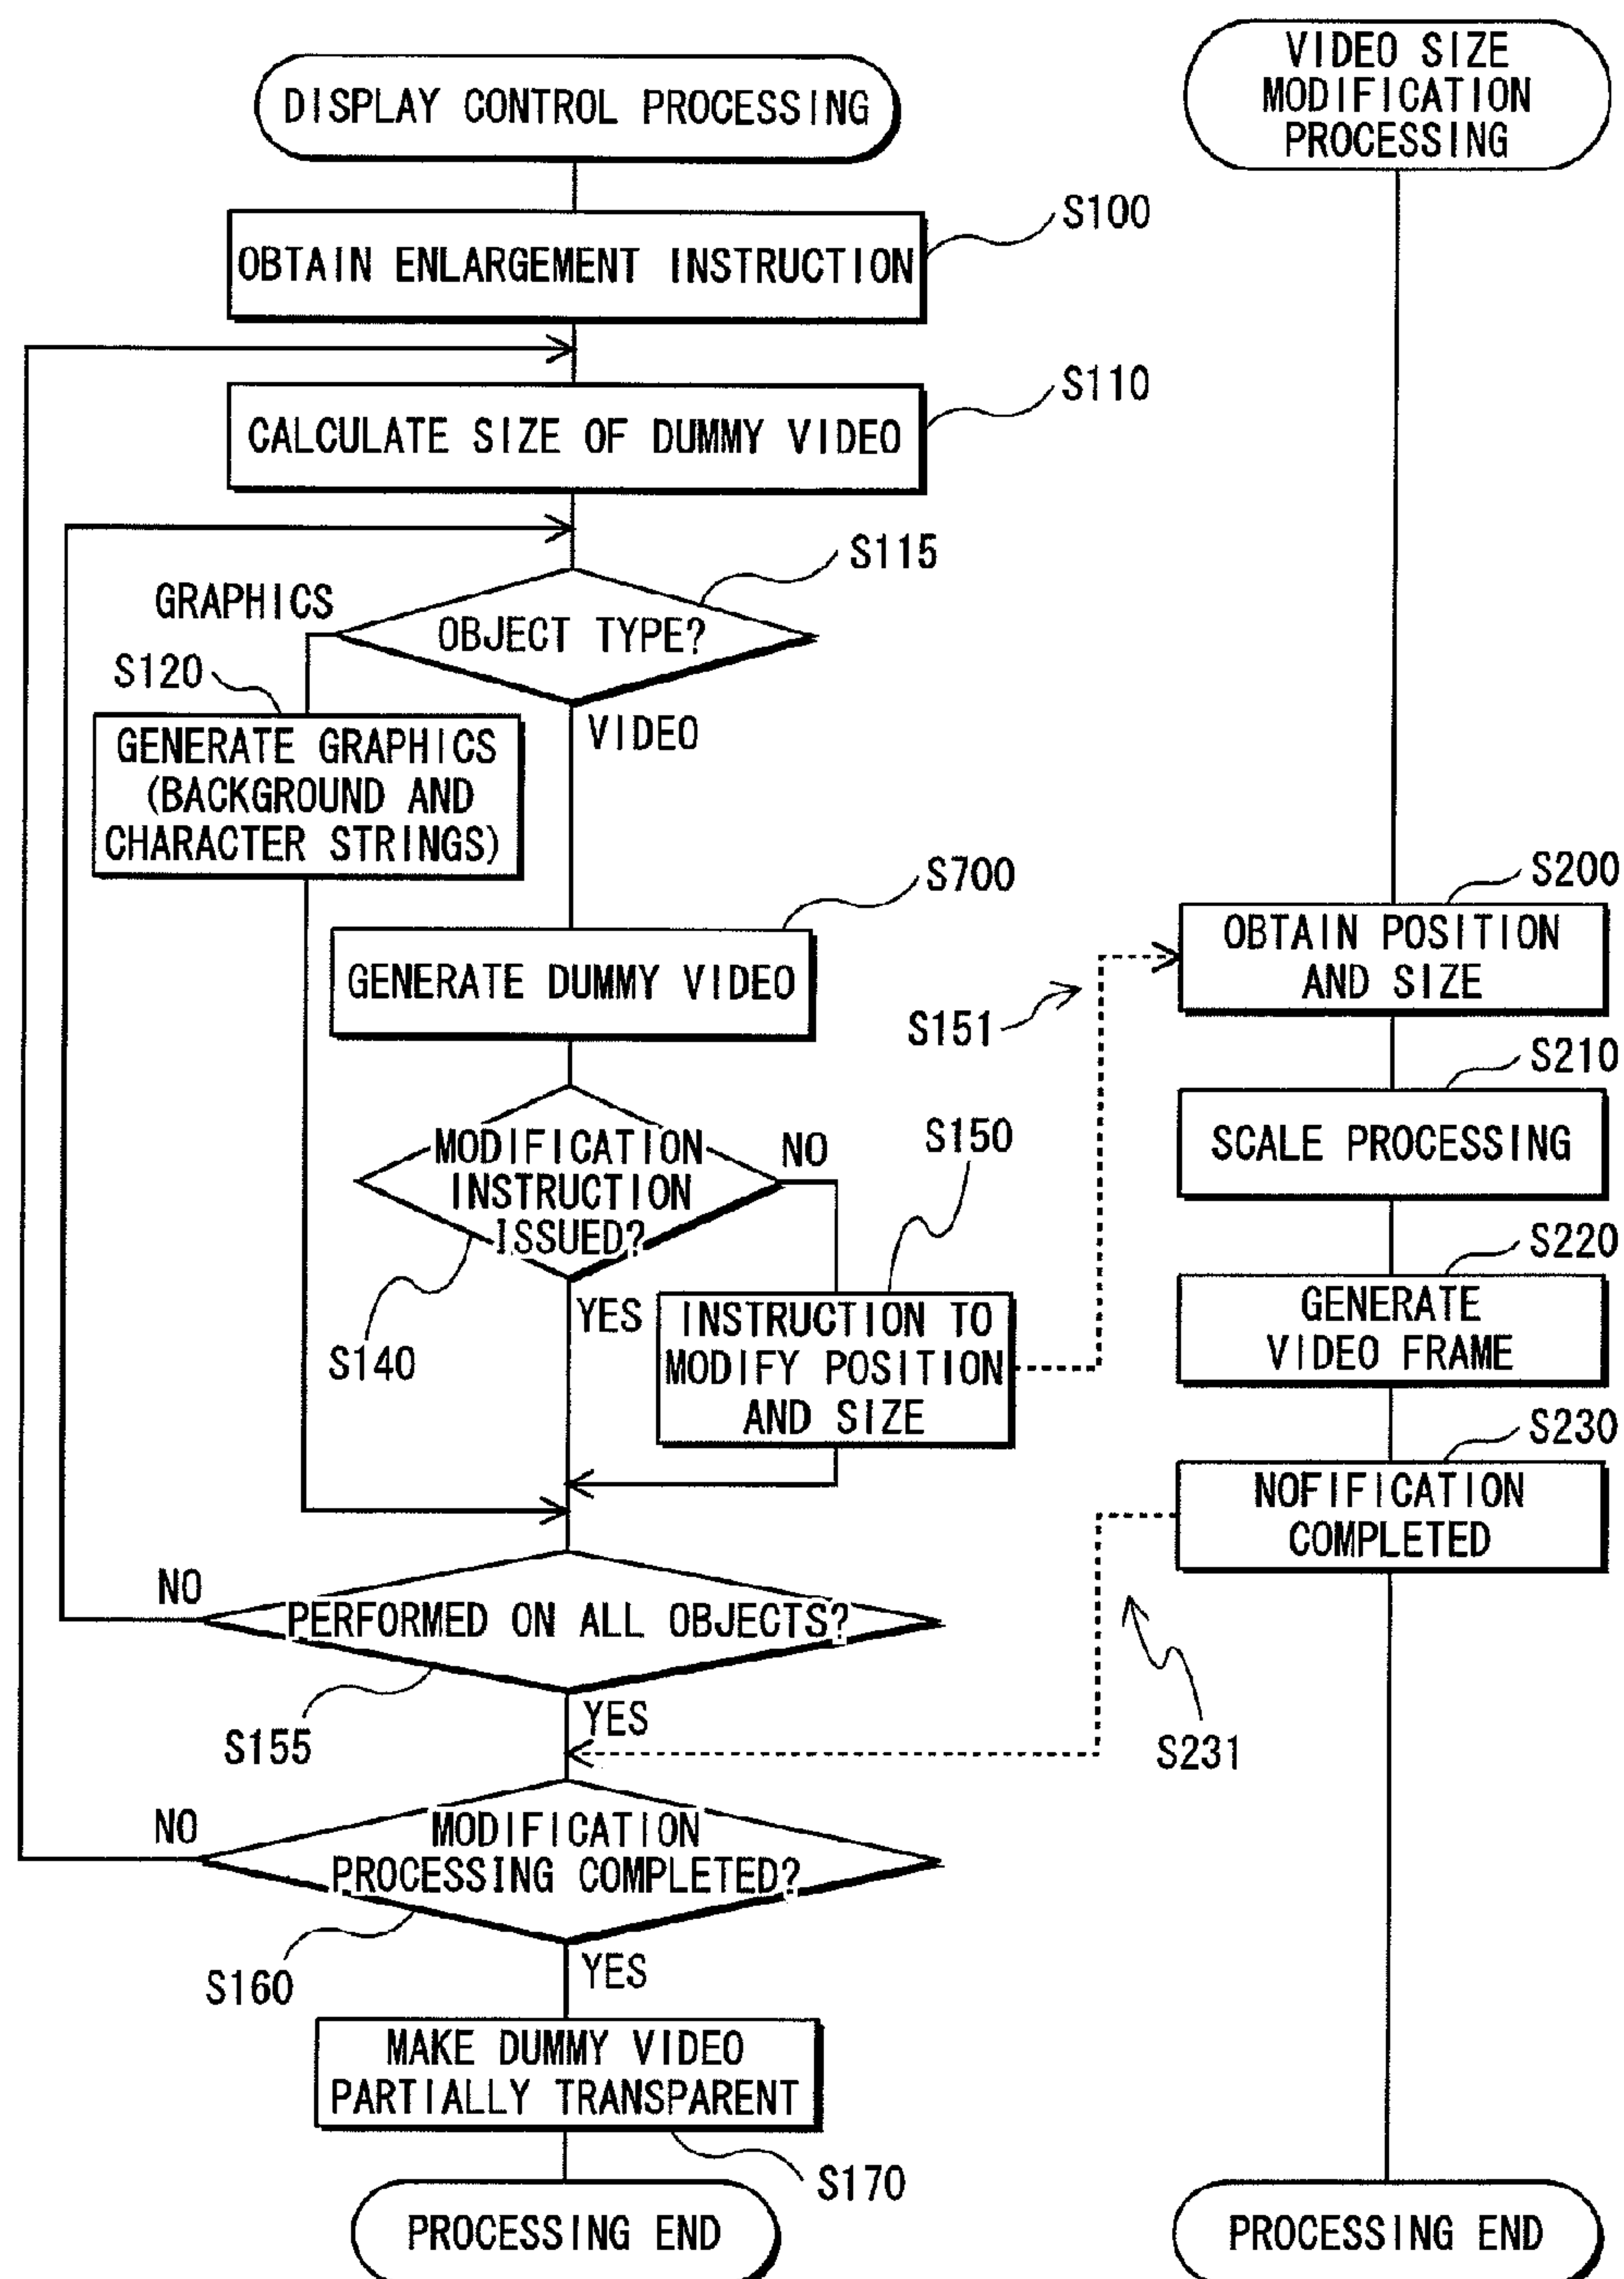 DISPLAY CONTROL PROCESSING
S100
OBTAIN ENLARGEMENT INSTRUCTION
S110
CALCULATE SIZE OF DUMMY VIDEO
S115
GRAPHICS
OBJECT TYPE?
S120
VIDEO
GENERATE GRAPHICS
(BACKGROUND AND
CHARACTER STRINGS)
S700
GENERATE DUMMY VIDEO
S151
MODIFICATION
INSTRUCTION
ISSUED?
NO
S150
YES
S140
INSTRUCTION TO
MODIFY POSITION
AND SIZE
NO
PERFORMED ON ALL OBJECTS?
S155
YES
S231
NO
MODIFICATION
PROCESSING COMPLETED?
S160
YES
MAKE DUMMY VIDEO
PARTIALLY TRANSPARENT
S170
PROCESSING END
VIDEO SIZE
MODIFICATION
PROCESSING
S200
OBTAIN POSITION
AND SIZE
S210
SCALE PROCESSING
S220
GENERATE
VIDEO FRAME
S230
NOFIFICATION
COMPLETED
PROCESSING END